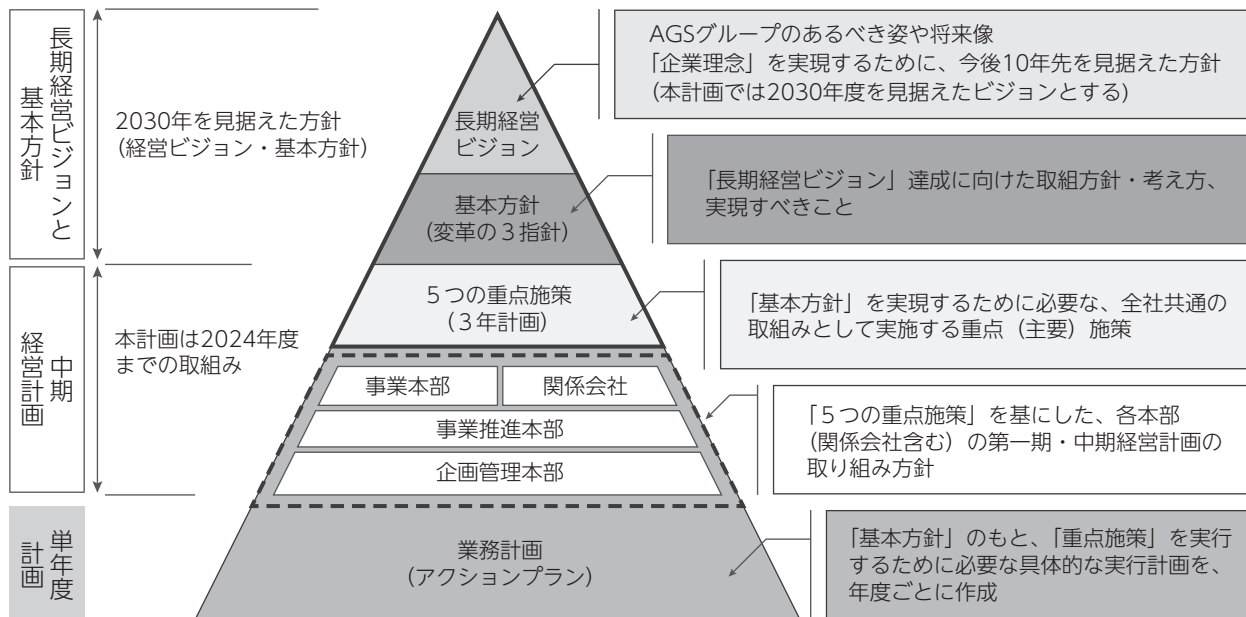 長期経営ビジョンと
基本方針
2030年を見据えた方針
(経営ビジョン・基本方針)
長期経営
ビジョン
AGSグループのあるべき姿や将来像
「企業理念」を実現するために、今後10年先を見据えた方針
(本計画では2030年度を見据えたビジョンとする)
基本方針
(変革の3指針)
「長期経営ビジョン」達成に向けた取組方針・考え方、
実現すべきこと
中期
経営計画
本計画は2024年度
までの取組み
5つの重点施策
(3年計画)
「基本方針」を実現するために必要な、全社共通の
取組みとして実施する重点（主要）施策
事業本部
関係会社
事業推進本部
企画管理本部
「5つの重点施策」を基にした、各本部
(関係会社含む）の第一期・中期経営計画の
取り組み方針
単年度
計画
業務計画
(アクションプラン)
「基本方針」のもと、「重点施策」を実行
するために必要な具体的な実行計画を、
年度ごとに作成